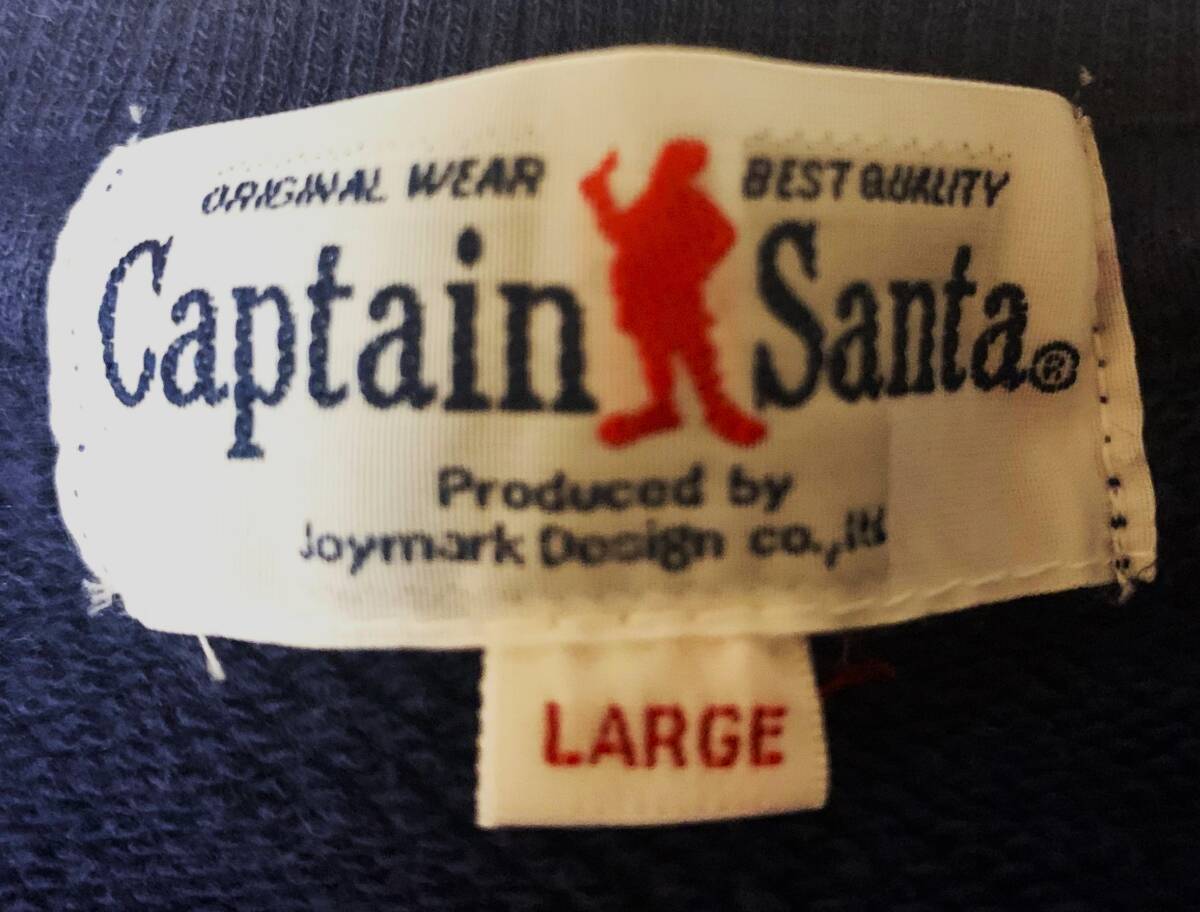 ORIGINAL WEAR BEST QUALITY
Captain Santa®
Produced by
Joymark Design co.,ltd
LARGE